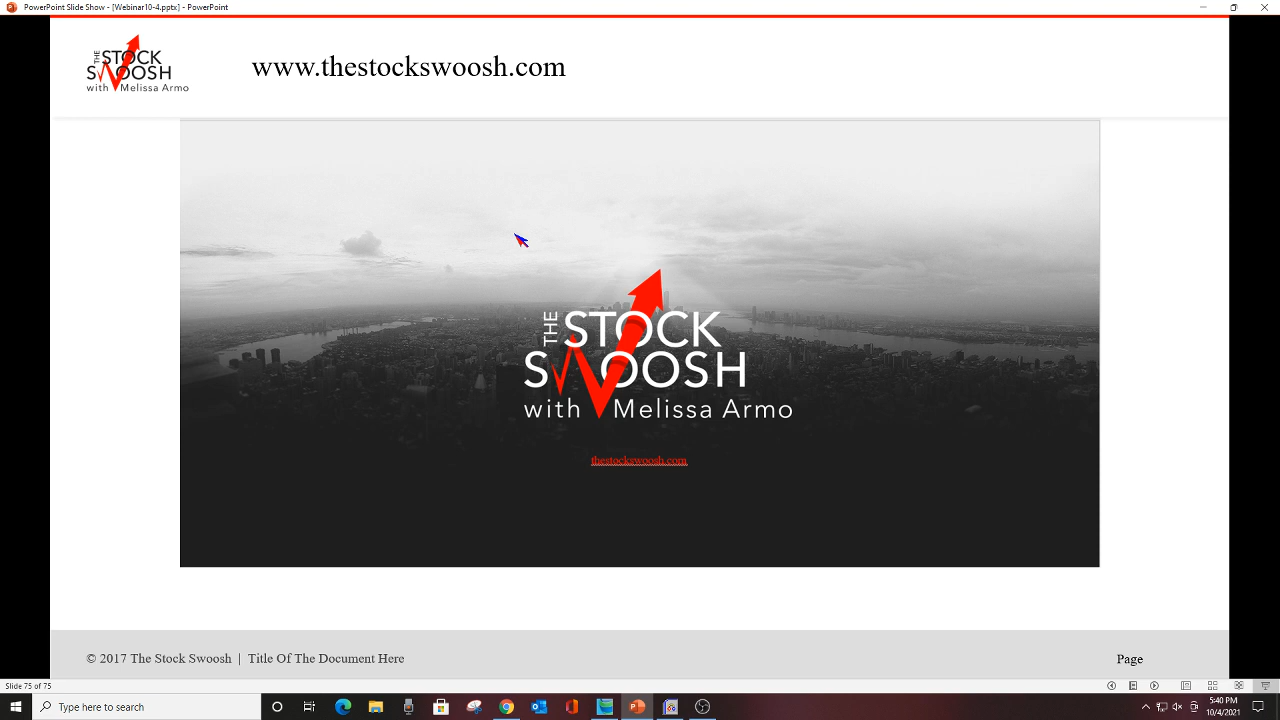 PowerPoint Slide Show - [Webinar10-4.pptx] - PowerPoint
THE STOCK
SWOOSH
with Melissa Armo
www.thestockswoosh.com
THE STOCK
SWOOSH
with Melissa Armo
thestockswoosh.com
© 2017 The Stock Swoosh | Title Of The Document Here
Page
Slide 75 of 75
Type here to search
5:40 PM
10/4/2021